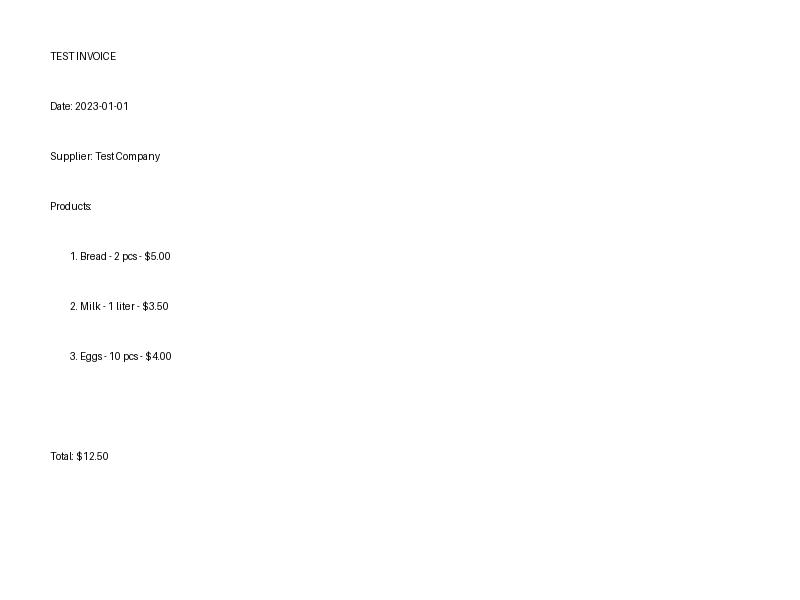 TEST INVOICE
Date: 2023-01-01
Supplier: Test Company
Products:
1. Bread - 2 pcs - $5.00
2. Milk - 1 liter - $3.50
3. Eggs - 10 pcs - $4.00
Total: $12.50